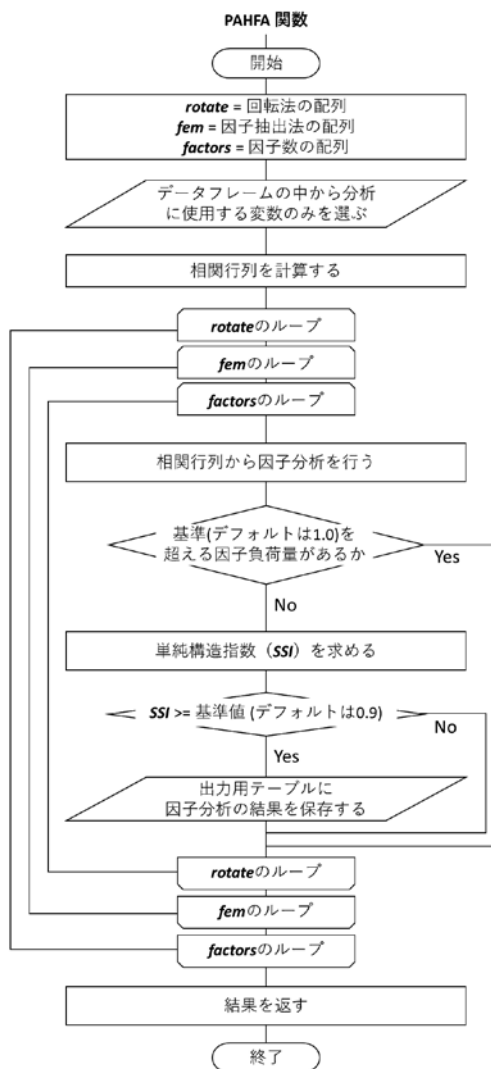 PAHFA 関数
開始
rotate = 回転法の配列
fem = 因子抽出法の配列
factors = 因子数の配列
データフレームの中から分析
に使用する変数のみを選ぶ
相関行列を計算する
rotateのループ
femのループ
factorsのループ
相関行列から因子分析を行う
基準(デフォルトは1.0)を
超える因子負荷量があるか
Yes
No
単純構造指数（SSI）を求める
SSI >= 基準値 (デフォルトは0.9)
No
Yes
出力用テーブルに
因子分析の結果を保存する
rotateのループ
femのループ
factorsのループ
結果を返す
終了